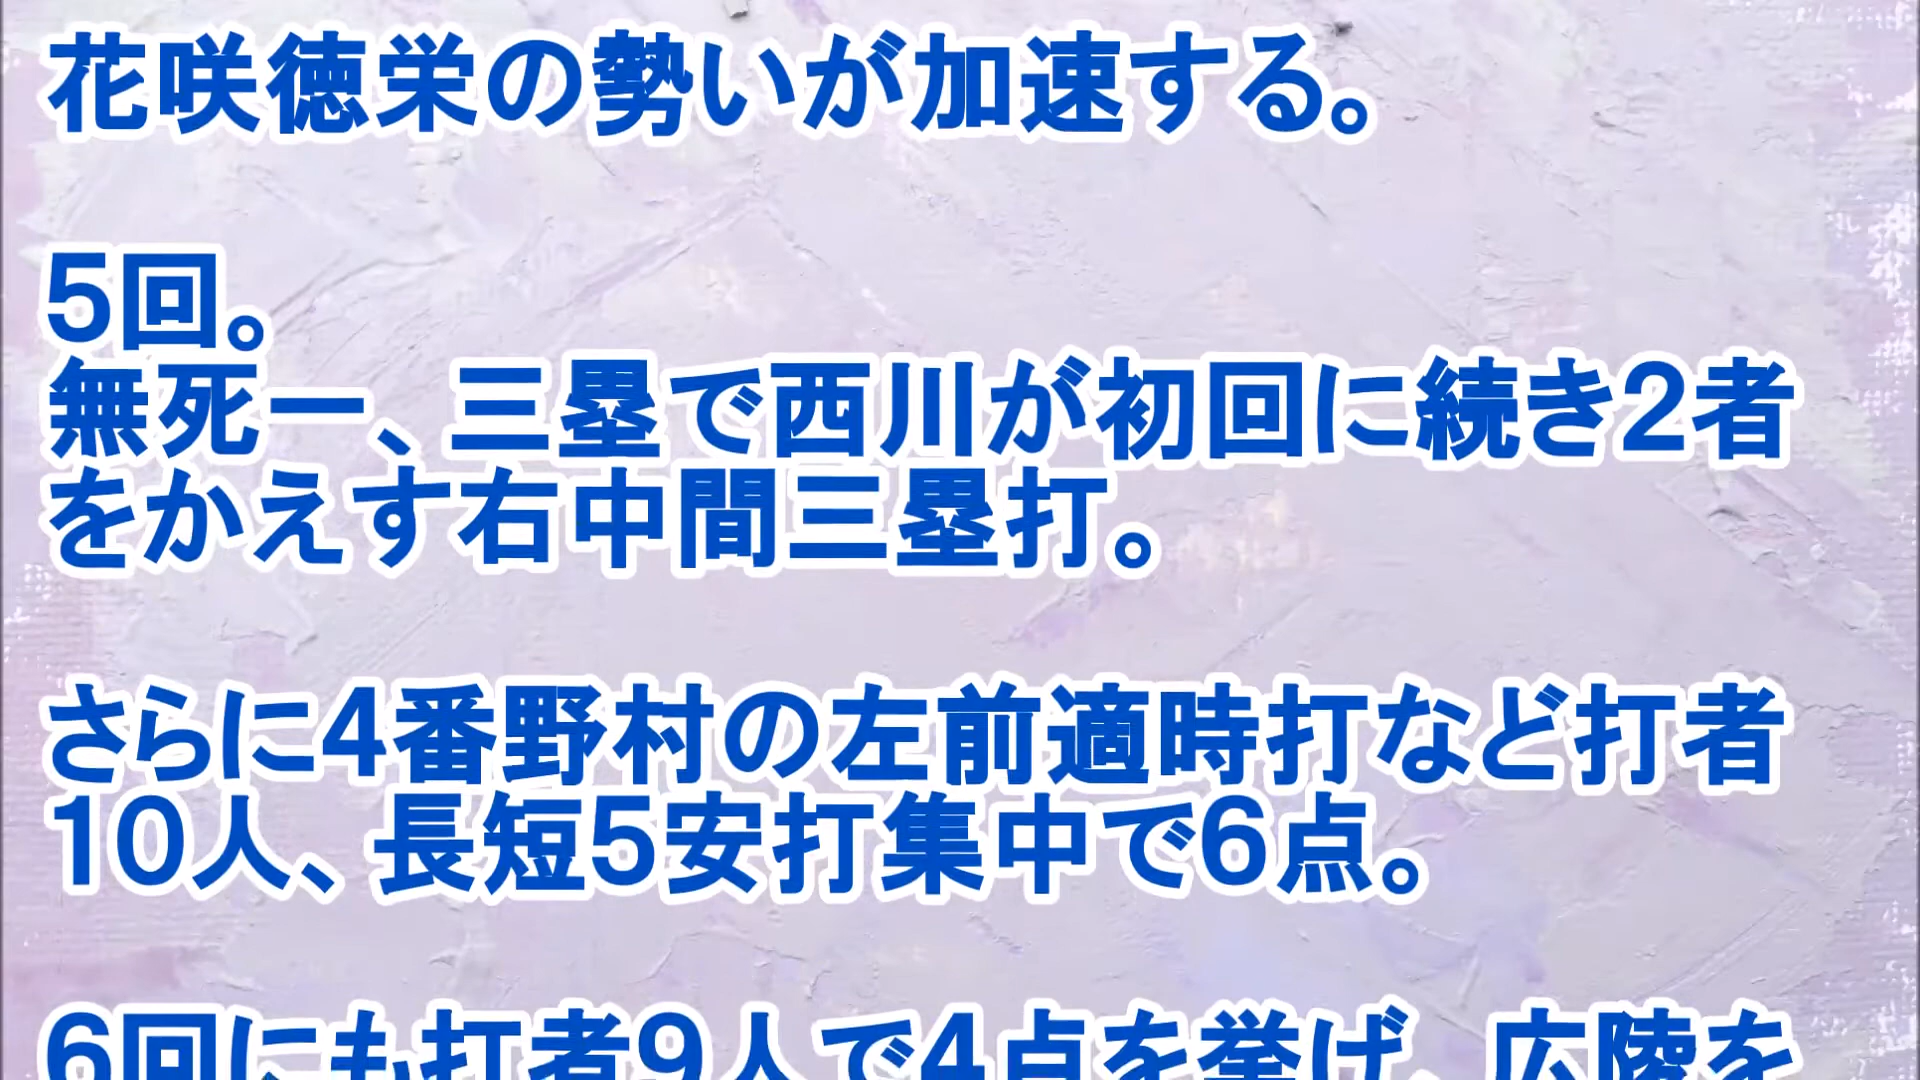 花咲徳栄の勢いが加速する。
5回。
無死一、三塁で西川が初回に続き2者
をかえす右中間三塁打。
さらに4番野村の左前適時打など打者
10人、長短5安打集中で6点。
6回にも打者9人で4点を挙げ、広陵を